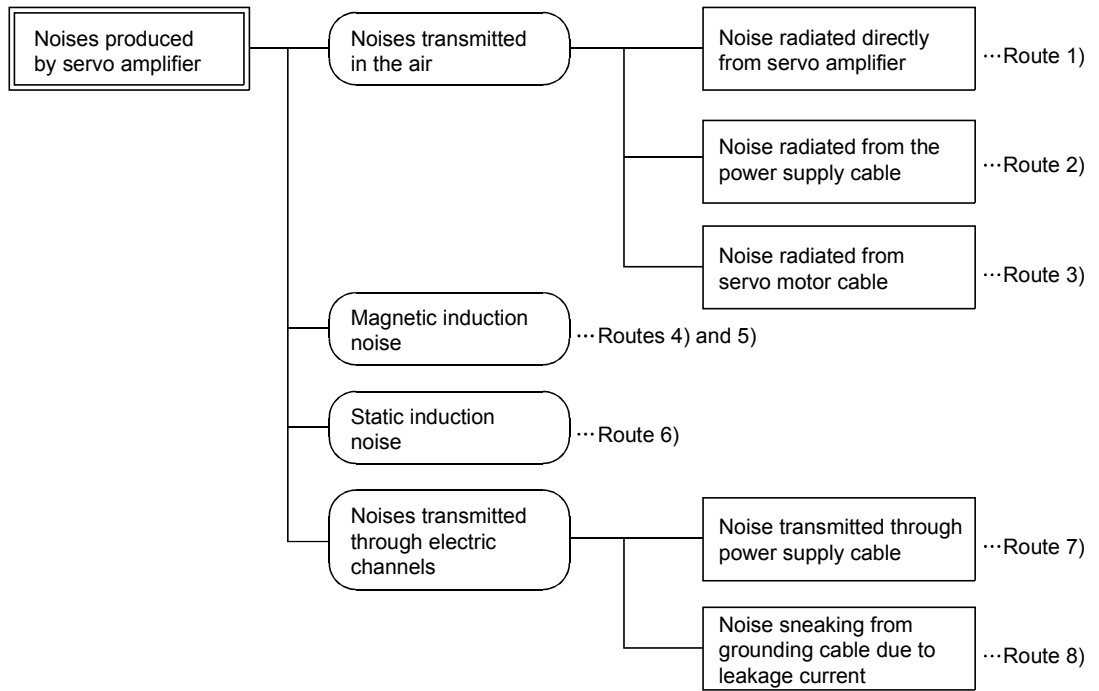 Noises produced
by servo amplifier
Noises transmitted
in the air
Noise radiated directly
from servo amplifier
···Route 1)
Noise radiated from the
power supply cable
···Route 2)
Noise radiated from
servo motor cable
···Route 3)
Magnetic induction
noise
···Routes 4) and 5)
Static induction
noise
···Route 6)
Noises transmitted
through electric
channels
Noise transmitted through
power supply cable
···Route 7)
Noise sneaking from
grounding cable due to
leakage current
···Route 8)